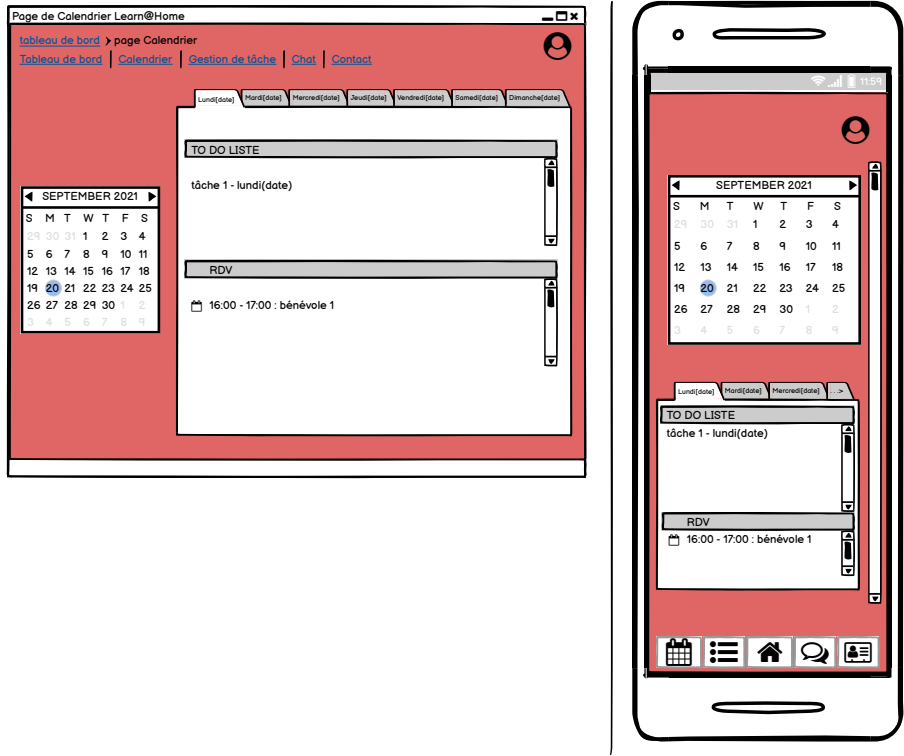 Page de Calendrier Learn@Home
tableau de bord > page Calendrier
Tableau de bord | Calendrier | Gestion de tâche | Chat | Contact
Lundi[date] Mardi[date] Mercredi[date] Jeudi[date] Vendredi[date] Samedi[date] Dimanche[date]
TO DO LISTE
tâche 1 - lundi(date)
RDV
16:00 - 17:00 : bénévole 1
SEPTEMBER 2021
S M T W T F S
29 30 31 1 2 3 4
5 6 7 8 9 10 11
12 13 14 15 16 17 18
19 20 21 22 23 24 25
26 27 28 29 30 1 2
3 4 5 6 7 8 9
11:59
SEPTEMBER 2021
S M T W T F S
29 30 31 1 2 3 4
5 6 7 8 9 10 11
12 13 14 15 16 17 18
19 20 21 22 23 24 25
26 27 28 29 30 1 2
3 4 5 6 7 8 9
Lundi[date] Mardi[date] Mercredi[date] . . .>
TO DO LISTE
tâche 1 - lundi(date)
RDV
16:00 - 17:00 : bénévole 1